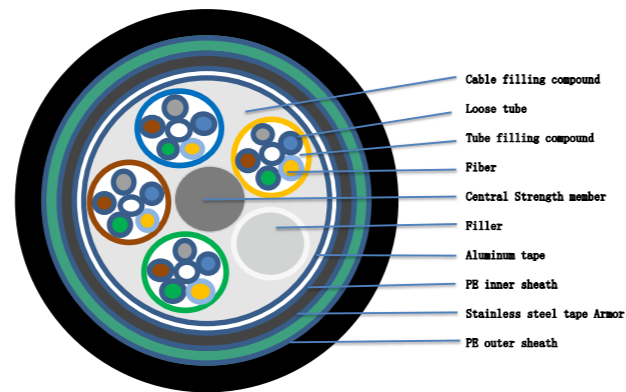 Cable filling compound
Loose tube
Tube filling compound
Fiber
Central Strength member
Filler
Aluminum tape
PE inner sheath
Stainless steel tape Armor
PE outer sheath